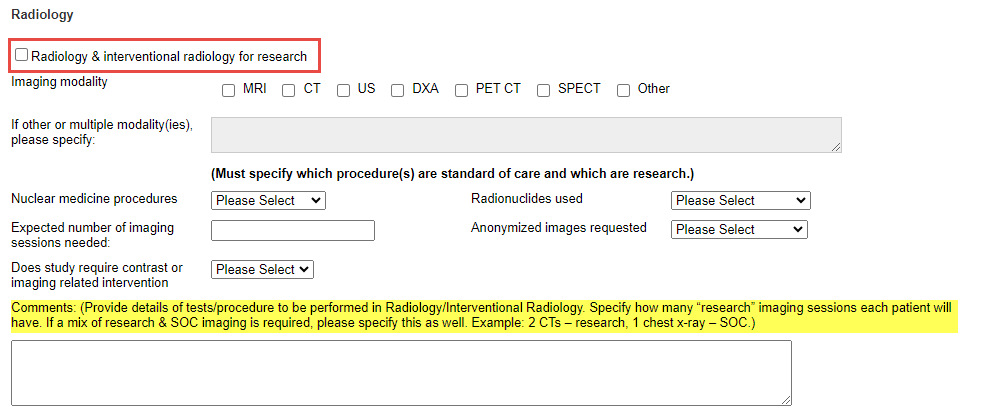 Radiology
Radiology & interventional radiology for research
Imaging modality
MRI CT US DXA PET CT SPECT Other
If other or multiple modality(ies),
please specify:
(Must specify which procedure(s) are standard of care and which are research.)
Nuclear medicine procedures Please Select Radionuclides used Please Select
Expected number of imaging
sessions needed:
Anonymized images requested Please Select
Does study require contrast or
imaging related intervention
Please Select
Comments: (Provide details of tests/procedure to be performed in Radiology/Interventional Radiology. Specify how many “research” imaging sessions each patient will
have. If a mix of research & SOC imaging is required, please specify this as well. Example: 2 CTs – research, 1 chest x-ray – SOC.)